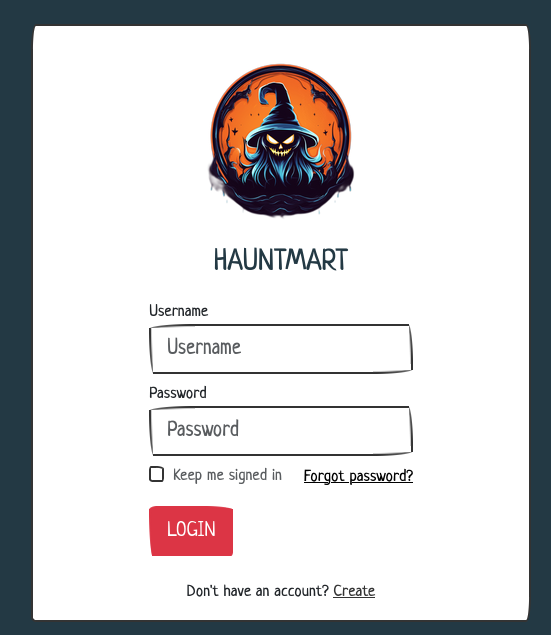 HAUNTMART
Username
Username
Password
Password
Keep me signed in Forgot password?
LOGIN
Don't have an account? Create